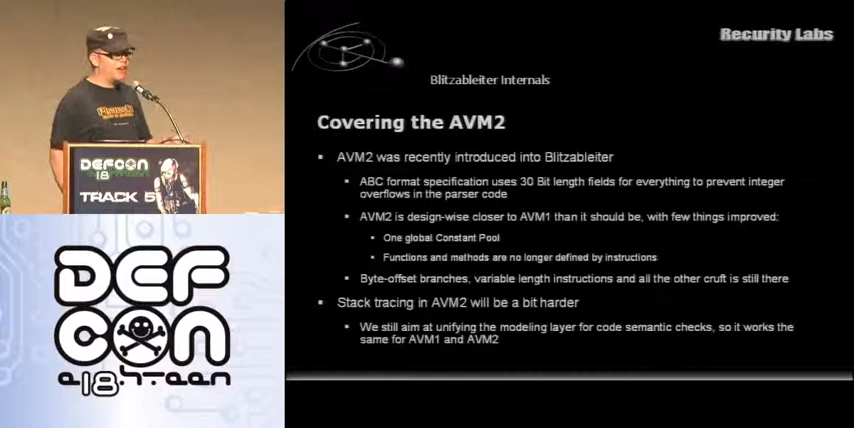 Recurity Labs
Blitzableiter Internals
Covering the AVM2
AVM2 was recently introduced into Blitzableiter
ABC format specification uses 30 Bit length fields for everything to prevent integer
overflows in the parser code
AVM2 is design-wise closer to AVM1 than it should be, with few things improved:
One global Constant Pool
Functions and methods are no longer defined by instructions
Byte-offset branches, variable length instructions and all the other cruft is still there
Stack tracing in AVM2 will be a bit harder
We still aim at unifying the modeling layer for code semantic checks, so it works the
same for AVM1 and AVM2
DEFCON
18
TRACK 5
DEF
CON